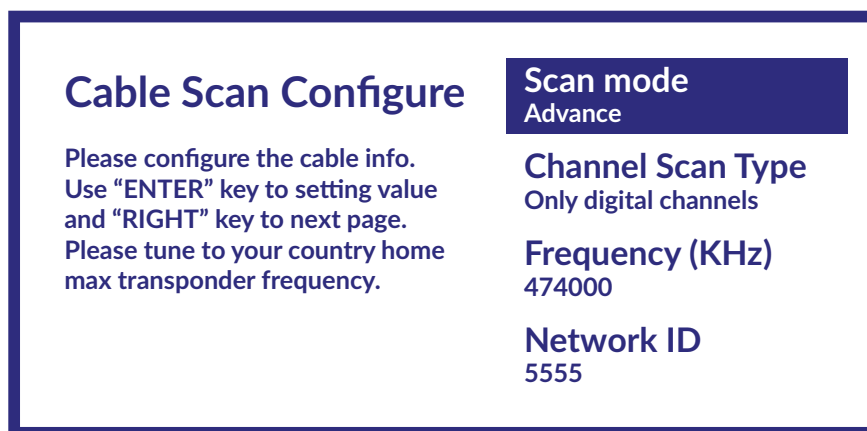 Cable Scan Configure
Please configure the cable info.
Use “ENTER” key to setting value
and “RIGHT” key to next page.
Please tune to your country home
max transponder frequency.
Scan mode
Advance
Channel Scan Type
Only digital channels
Frequency (KHz)
474000
Network ID
5555